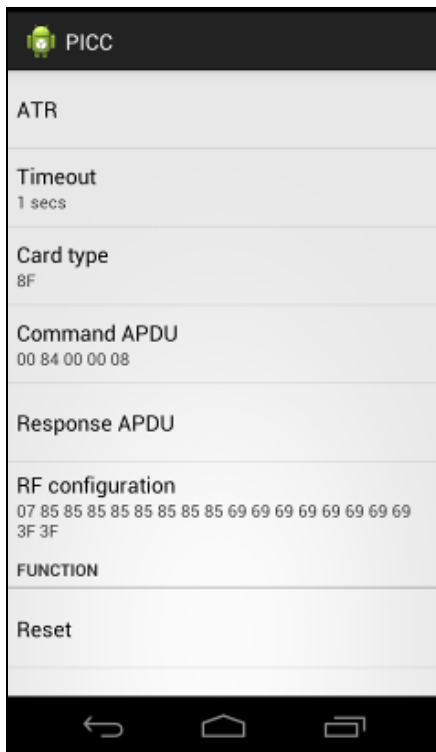 PICC
ATR
Timeout
1 secs
Card type
8F
Command APDU
00 84 00 00 08
Response APDU
RF configuration
07 85 85 85 85 85 85 85 85 69 69 69 69 69 69 69 69
3F 3F
FUNCTION
Reset